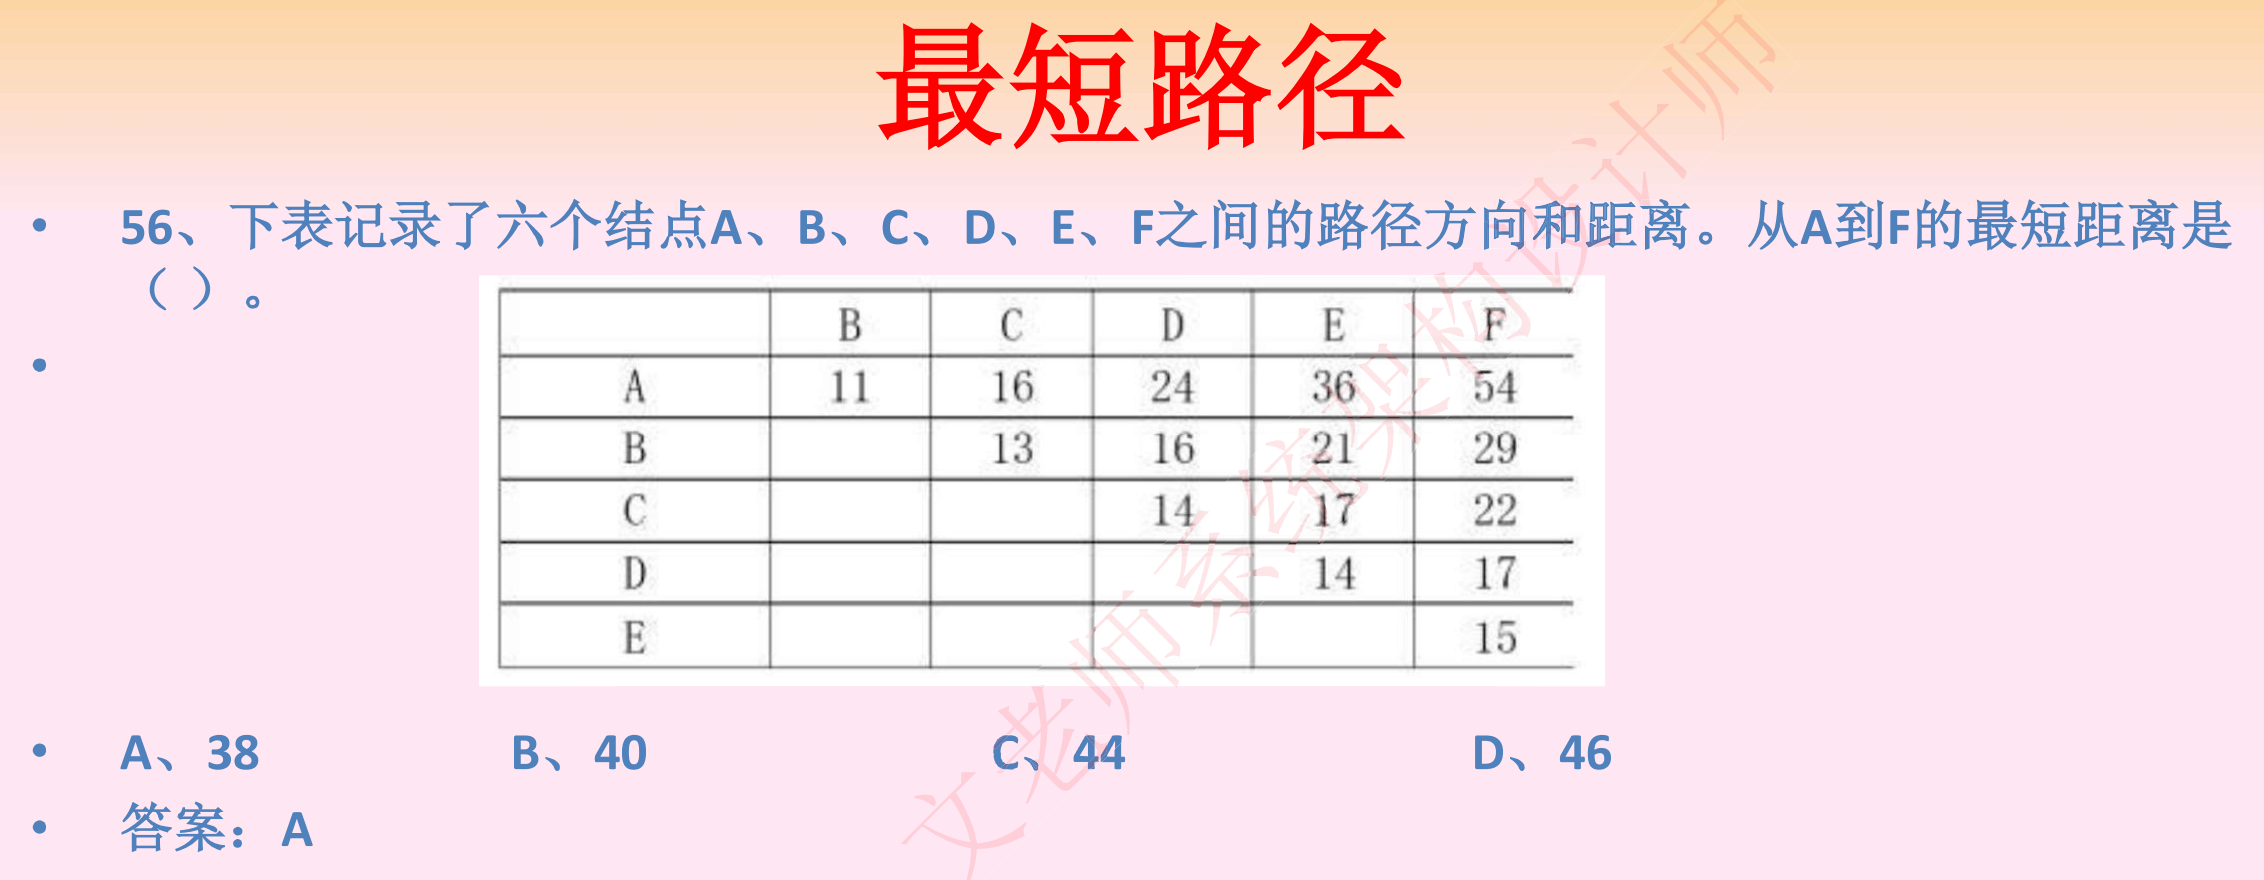 最短路径
• 56、下表记录了六个结点A、B、C、D、E、F之间的路径方向和距离。从A到F的最短距离是
（ ）。
B C D E F
A 11 16 24 36 54
B 13 16 21 29
C 14 17 22
D 14 17
E 15
• A、38 B、40 C、44 D、46
• 答案：A
文老师系统架构设计师